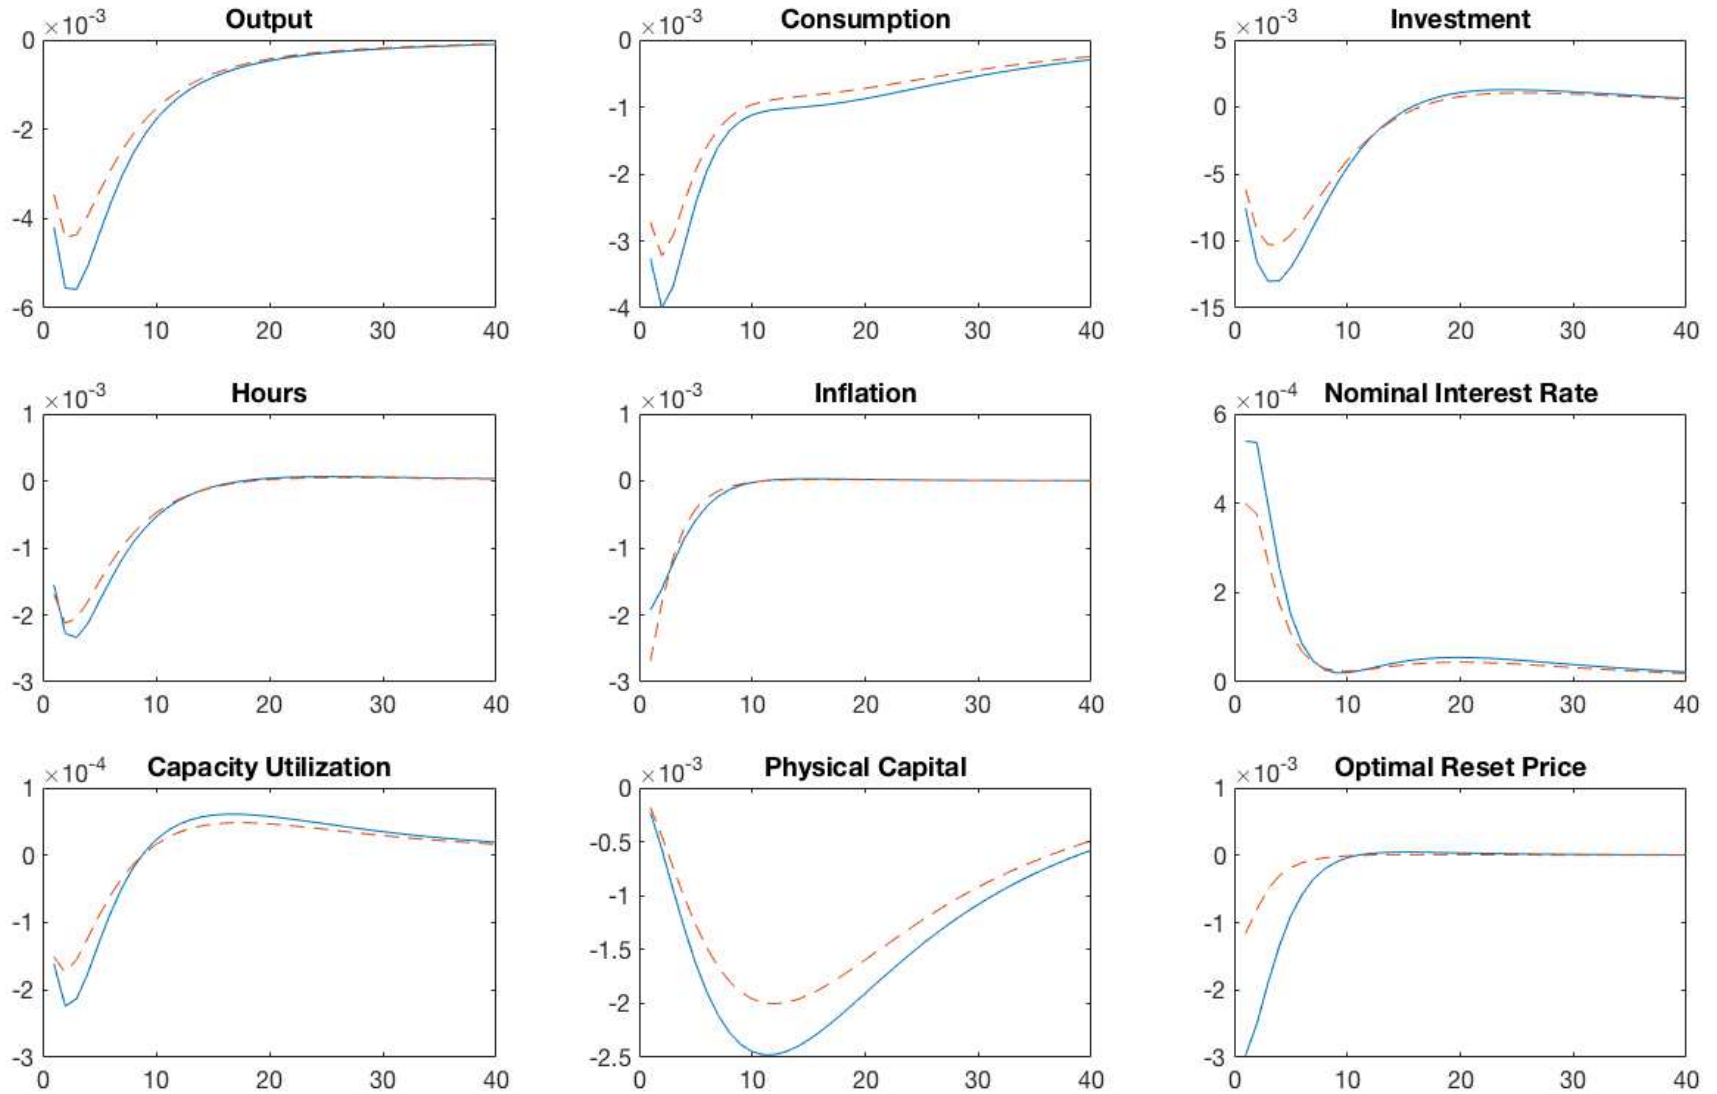 Output
×10⁻³
0
-2
-4
-6
0 10 20 30 40
Consumption
×10⁻³
0
-1
-2
-3
-4
0 10 20 30 40
Investment
×10⁻³
5
0
-5
-10
-15
0 10 20 30 40
Hours
×10⁻³
1
0
-1
-2
-3
0 10 20 30 40
Inflation
×10⁻³
1
0
-1
-2
-3
0 10 20 30 40
Nominal Interest Rate
×10⁻⁴
6
4
2
0
0 10 20 30 40
Capacity Utilization
×10⁻⁴
1
0
-1
-2
-3
0 10 20 30 40
Physical Capital
×10⁻³
0
-0.5
-1
-1.5
-2
-2.5
0 10 20 30 40
Optimal Reset Price
×10⁻³
1
0
-1
-2
-3
0 10 20 30 40